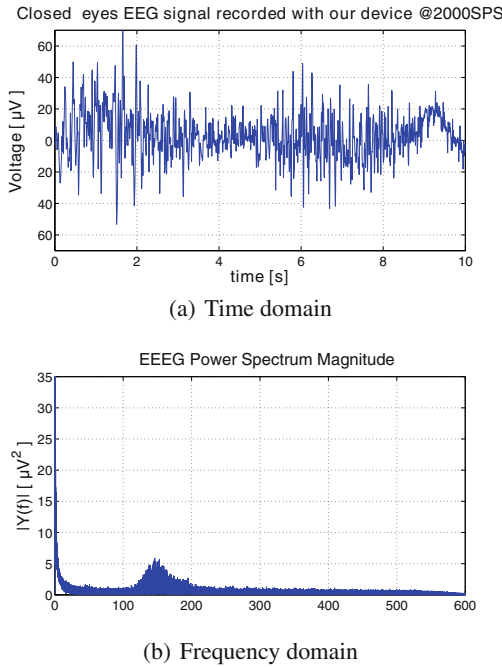 Closed eyes EEG signal recorded with our device @2000SPS
Voltage [ µV]
60
40
20
0
20
40
60
0 2 4 6 8 10
time [s]
(a) Time domain
EEEG Power Spectrum Magnitude
|Y(f)| [ µV²]
35
30
25
20
15
10
5
0
0 100 200 300 400 500 600
(b) Frequency domain